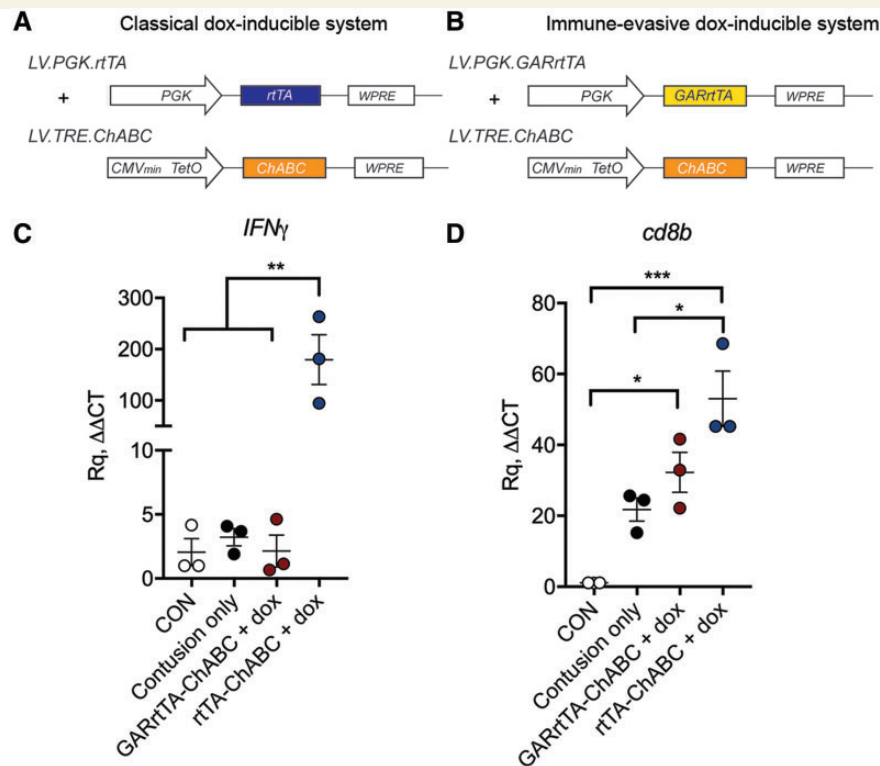 A Classical dox-inducible system
LV.PGK.rtTA
+ PGK rtTA WPRE
LV.TRE.ChABC
CMVmin TetO ChABC WPRE
B Immune-evasive dox-inducible system
LV.PGK.GARrtTA
+ PGK GARrtTA WPRE
LV.TRE.ChABC
CMVmin TetO ChABC WPRE
C IFNγ
**
300
200
100
10
5
0
Rq, ΔΔCT
CON
Contusion only
GARrtTA-ChABC + dox
rtTA-ChABC + dox
D cd8b
***
*
*
80
60
40
20
0
Rq, ΔΔCT
CON
Contusion only
GARrtTA-ChABC + dox
rtTA-ChABC + dox